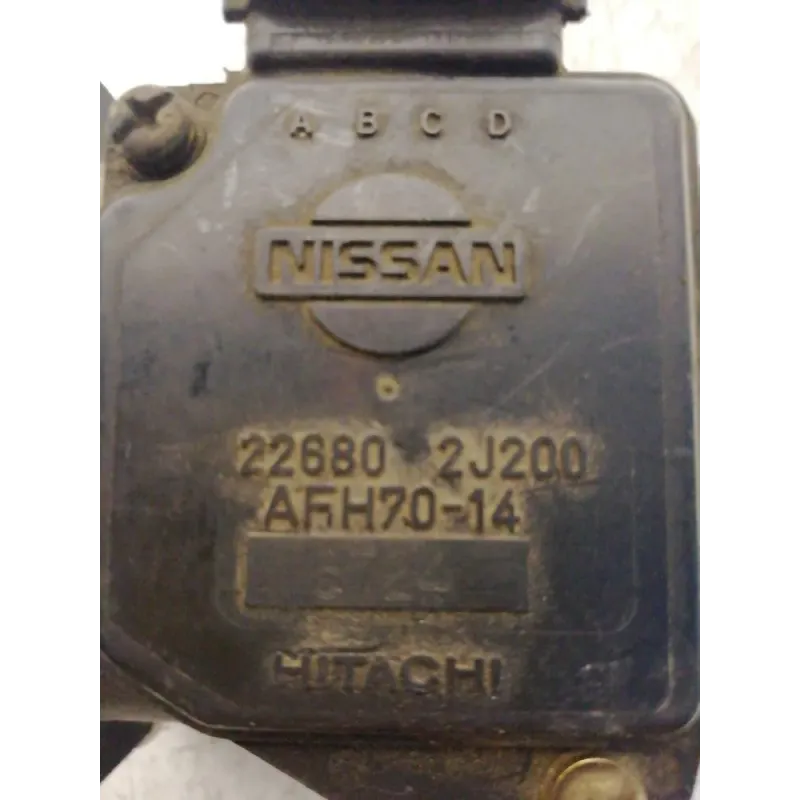 A B C D
NISSAN
22680 2J200
AFH70-14
HITACHI